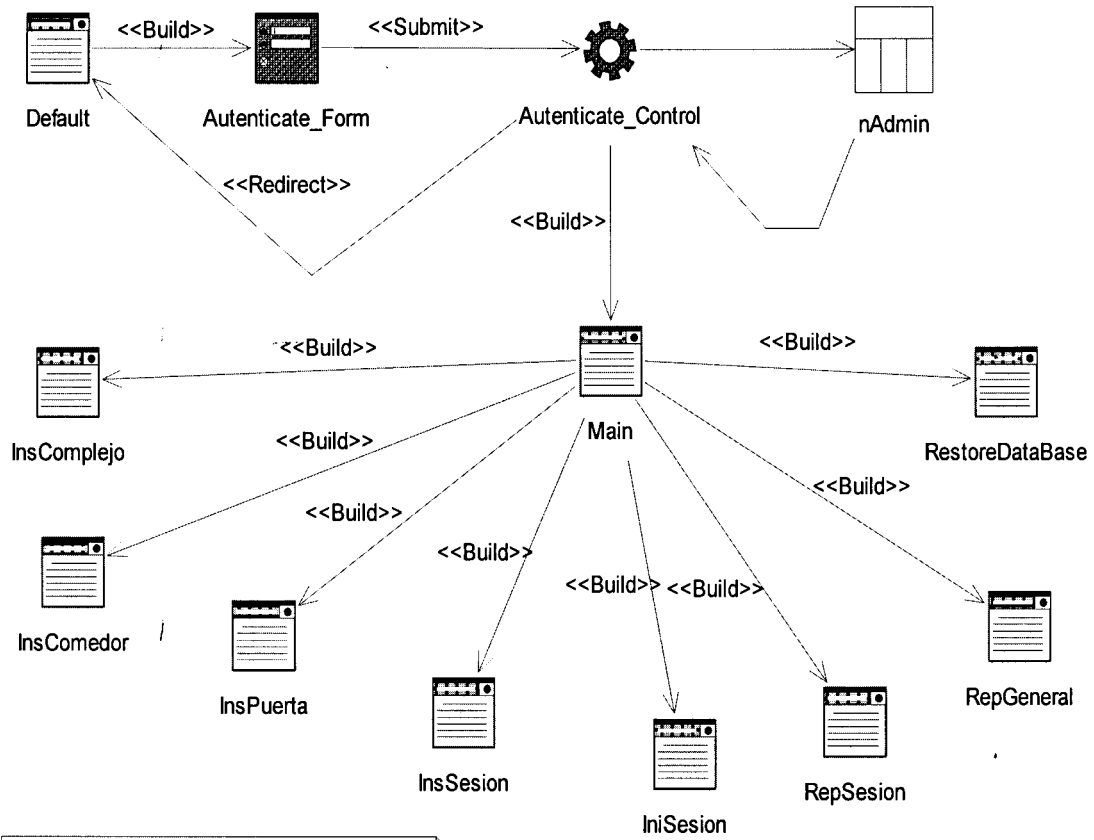 <<Build>>
<<Submit>>
Default
Autenticate_Form
Autenticate_Control
nAdmin
<<Redirect>>
<<Build>>
<<Build>>
<<Build>>
Main
InsComplejo
RestoreDataBase
<<Build>>
<<Build>>
<<Build>>
<<Build>>
<<Build>>
<<Build>>
InsComedor
InsPuerta
RepGeneral
InsSesion
RepSesion
IniSesion